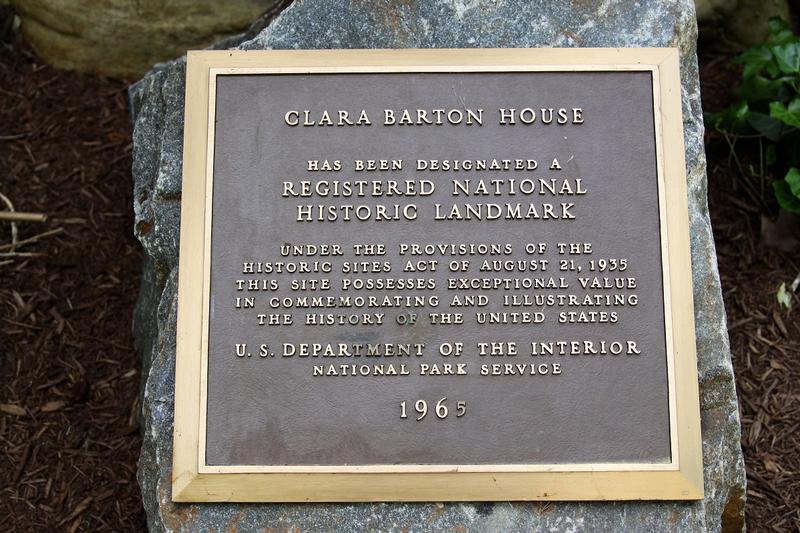 CLARA BARTON HOUSE
HAS BEEN DESIGNATED A
REGISTERED NATIONAL
HISTORIC LANDMARK
UNDER THE PROVISIONS OF THE
HISTORIC SITES ACT OF AUGUST 21, 1935
THIS SITE POSSESSES EXCEPTIONAL VALUE
IN COMMEMORATING AND ILLUSTRATING
THE HISTORY OF THE UNITED STATES
U. S. DEPARTMENT OF THE INTERIOR
NATIONAL PARK SERVICE
1965